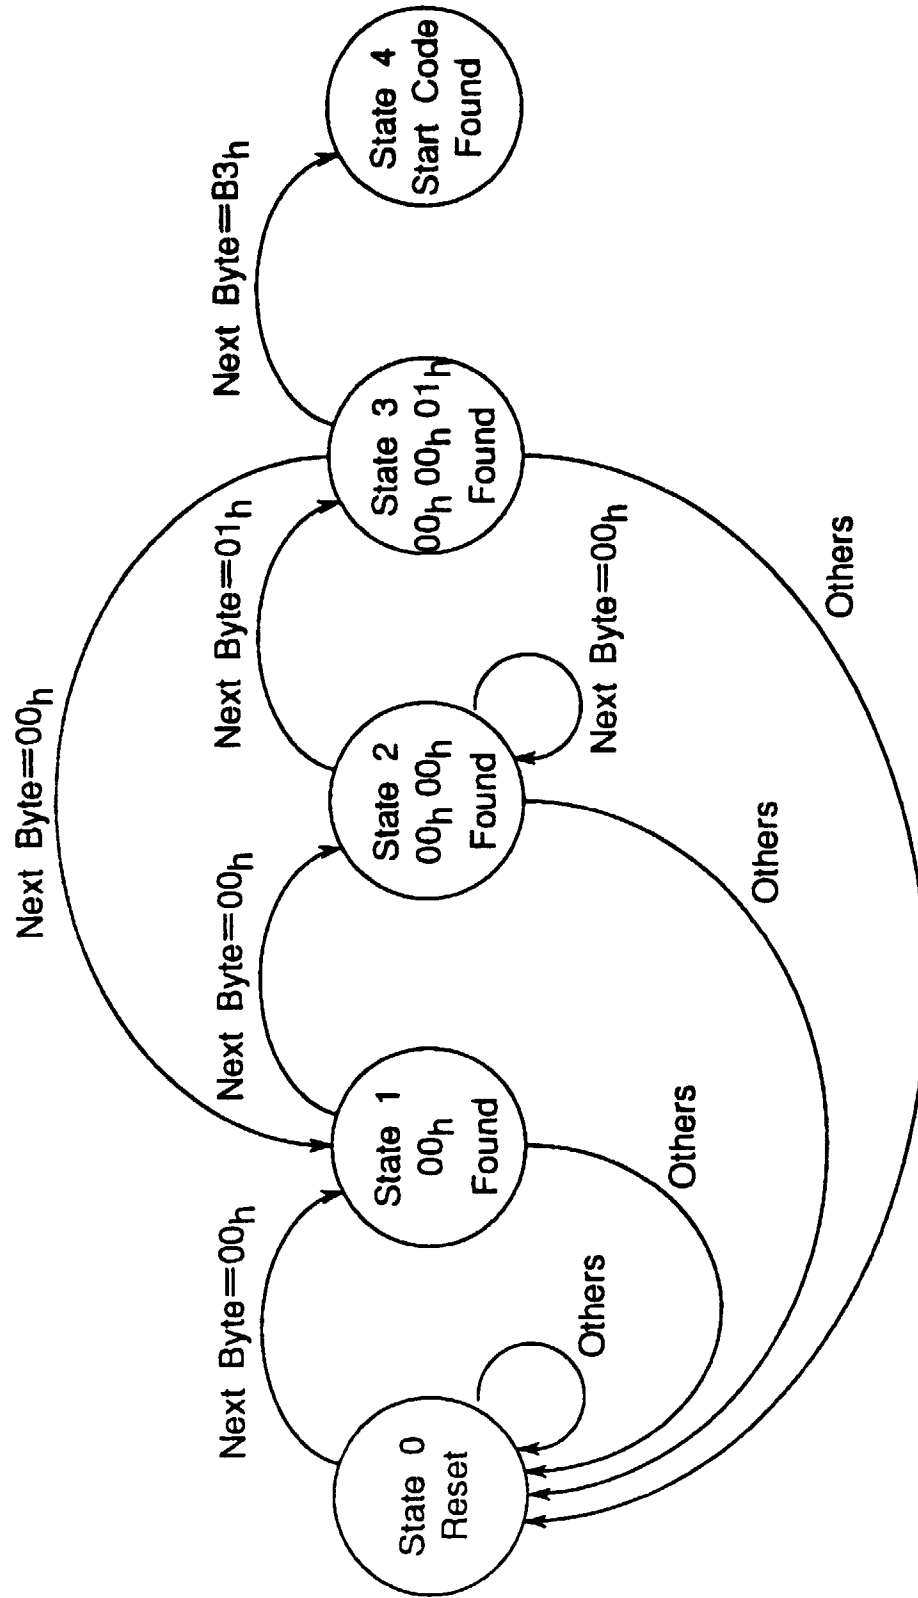 Next Byte=00h
Next Byte=00h
Next Byte=00h
Next Byte=01h
Next Byte=B3h
State 0
Reset
State 1
00h
Found
State 2
00h 00h
Found
State 3
00h 00h 01h
Found
State 4
Start Code
Found
Others
Next Byte=00h
Others
Others
Others